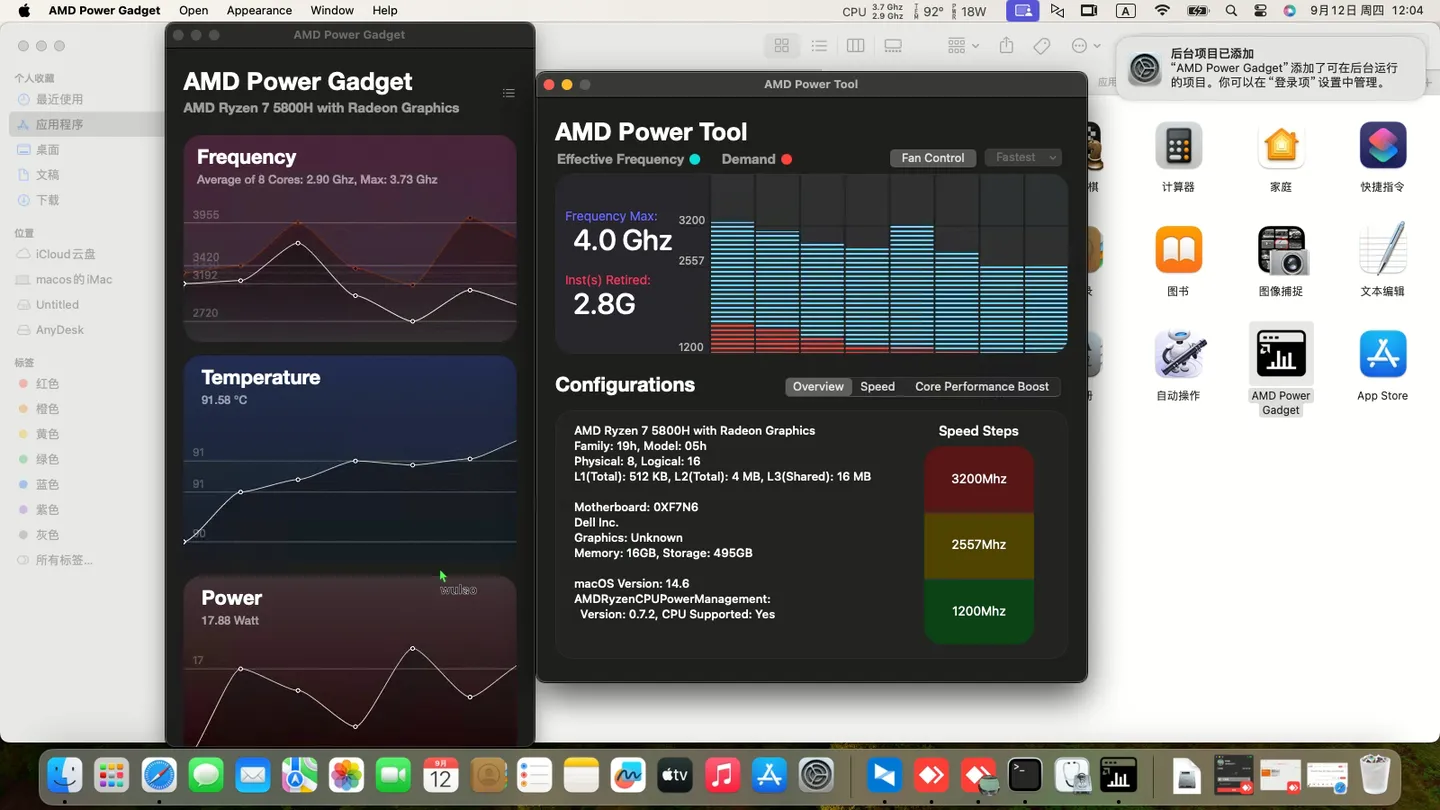 AMD Power Gadget Open Appearance Window Help
CPU 3.7 Ghz 2.9 Ghz TEM 92° PWR 18W A 9月12日 周四 12:04
个人收藏
最近使用
应用程序
桌面
文稿
下载
位置
iCloud 云盘
macos的iMac
Untitled
AnyDesk
标签
红色
橙色
黄色
绿色
蓝色
紫色
灰色
所有标签...
AMD Power Gadget
AMD Power Gadget
AMD Ryzen 7 5800H with Radeon Graphics
Frequency
Average of 8 Cores: 2.90 Ghz, Max: 3.73 Ghz
3955
3420
3192
2720
Temperature
91.58 °C
91
91
90
Power
17.88 Watt
17
wulao
AMD Power Tool
AMD Power Tool
Effective Frequency Demand Fan Control Fastest
Frequency Max:
4.0 Ghz
Inst(s) Retired:
2.8G
3200
2557
1200
Configurations Overview Speed Core Performance Boost
AMD Ryzen 7 5800H with Radeon Graphics
Family: 19h, Model: 05h
Physical: 8, Logical: 16
L1(Total): 512 KB, L2(Total): 4 MB, L3(Shared): 16 MB
Motherboard: 0XF7N6
Dell Inc.
Graphics: Unknown
Memory: 16GB, Storage: 495GB
macOS Version: 14.6
AMDRyzenCPUPowerManagement:
Version: 0.7.2, CPU Supported: Yes
Speed Steps
3200Mhz
2557Mhz
1200Mhz
后台项目已添加
“AMD Power Gadget”添加了可在后台运行
的项目。你可以在“登录项”设置中管理。
应用
棋
计算器 家庭 快捷指令
图书 图像捕捉 文本编辑
自动操作 AMD Power Gadget App Store
9月
12
tv